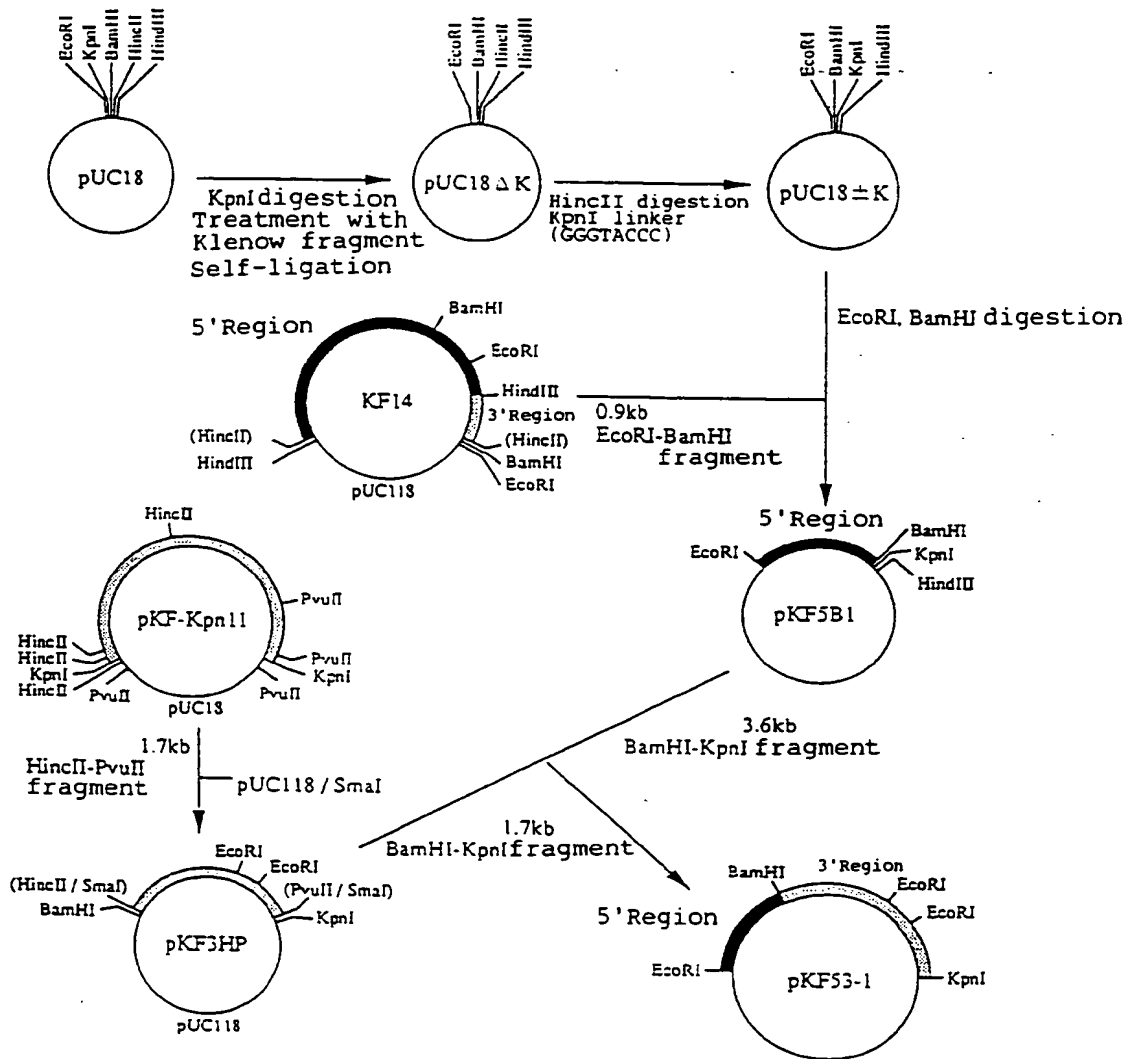 EcoRI
KpnI
BamHI
HincII
HindIII
EcoRI
BamHI
HincII
HindIII
EcoRI
BamHI
KpnI
HindIII
pUC18
pUC18 Δ K
pUC18±K
KpnI digestion
Treatment with
Klenow fragment
Self-ligation
HincII digestion
KpnI linker
(GGGTACCC)
EcoRI, BamHI digestion
5'Region
BamHI
EcoRI
HindIII
KF14
3'Region
(HincII)
HindIII
(HincII)
BamHI
EcoRI
pUC118
0.9kb
EcoRI-BamHI
fragment
5'Region
EcoRI
BamHI
KpnI
HindIII
pKF5B1
HincII
PvuII
pKF-Kpn11
HincII
HincII
KpnI
HincII
PvuII
PvuII
KpnI
PvuII
pUC18
1.7kb
HincII-PvuII
fragment
pUC118 / SmaI
3.6kb
BamHI-KpnI fragment
1.7kb
BamHI-KpnI fragment
EcoRI
EcoRI
(HincII / SmaI)
(PvuII / SmaI)
BamHI
KpnI
pKF3HP
pUC118
5'Region
BamHI
3'Region
EcoRI
EcoRI
EcoRI
KpnI
pKF53-1